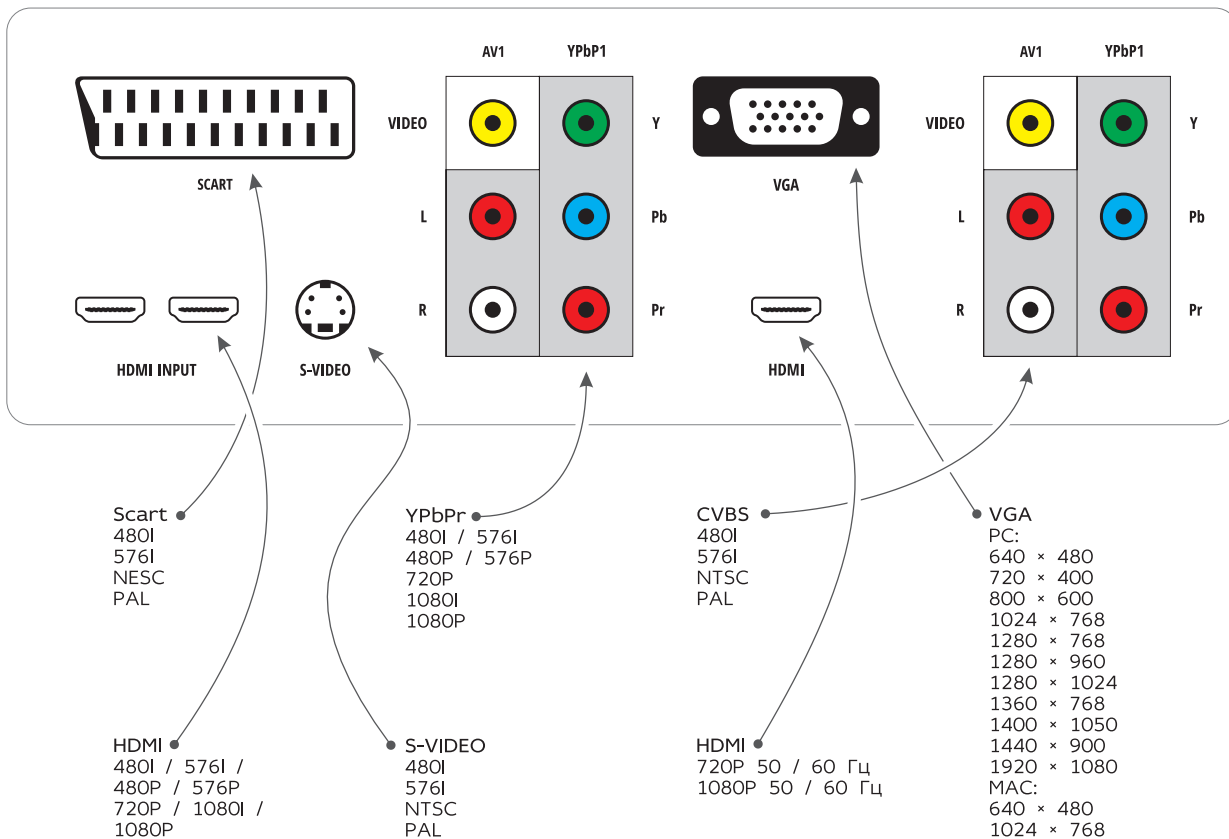 AV1 YPbP1
AV1 YPbP1
VIDEO Y
VIDEO Y
SCART
VGA
L Pb
L Pb
R Pr
R Pr
HDMI INPUT
S-VIDEO
HDMI
Scart
480I
576I
NESC
PAL
YPbPr
480I / 576I
480P / 576P
720P
1080I
1080P
CVBS
480I
576I
NTSC
PAL
VGA
PC:
640 × 480
720 × 400
800 × 600
1024 × 768
1280 × 768
1280 × 960
1280 × 1024
1360 × 768
1400 × 1050
1440 × 900
1920 × 1080
MAC:
640 × 480
1024 × 768
HDMI
480I / 576I /
480P / 576P
720P / 1080I /
1080P
S-VIDEO
480I
576I
NTSC
PAL
HDMI
720P 50 / 60 Гц
1080P 50 / 60 Гц